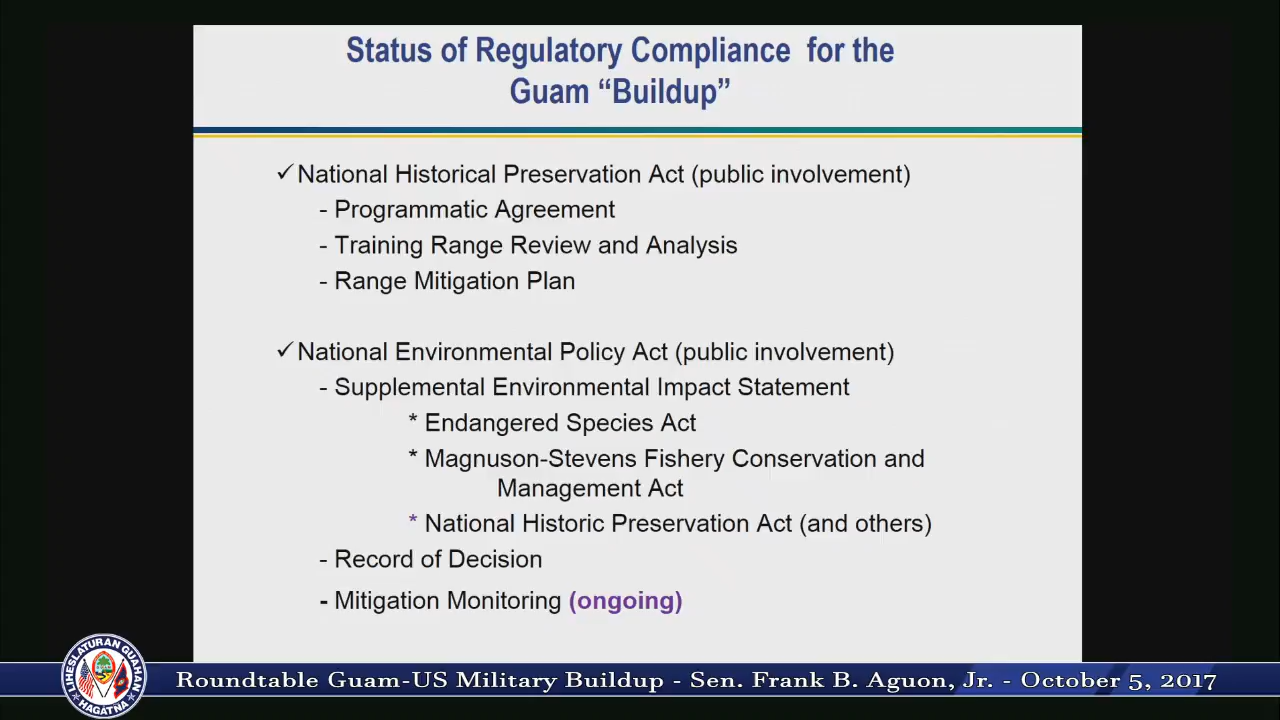 Status of Regulatory Compliance for the
Guam “Buildup”
✓National Historical Preservation Act (public involvement)
- Programmatic Agreement
- Training Range Review and Analysis
- Range Mitigation Plan
✓National Environmental Policy Act (public involvement)
- Supplemental Environmental Impact Statement
* Endangered Species Act
* Magnuson-Stevens Fishery Conservation and
Management Act
* National Historic Preservation Act (and others)
- Record of Decision
- Mitigation Monitoring (ongoing)
LIHESLATURAN GUAHAN
HAGATNA
Roundtable Guam-US Military Buildup - Sen. Frank B. Aguon, Jr. - October 5, 2017